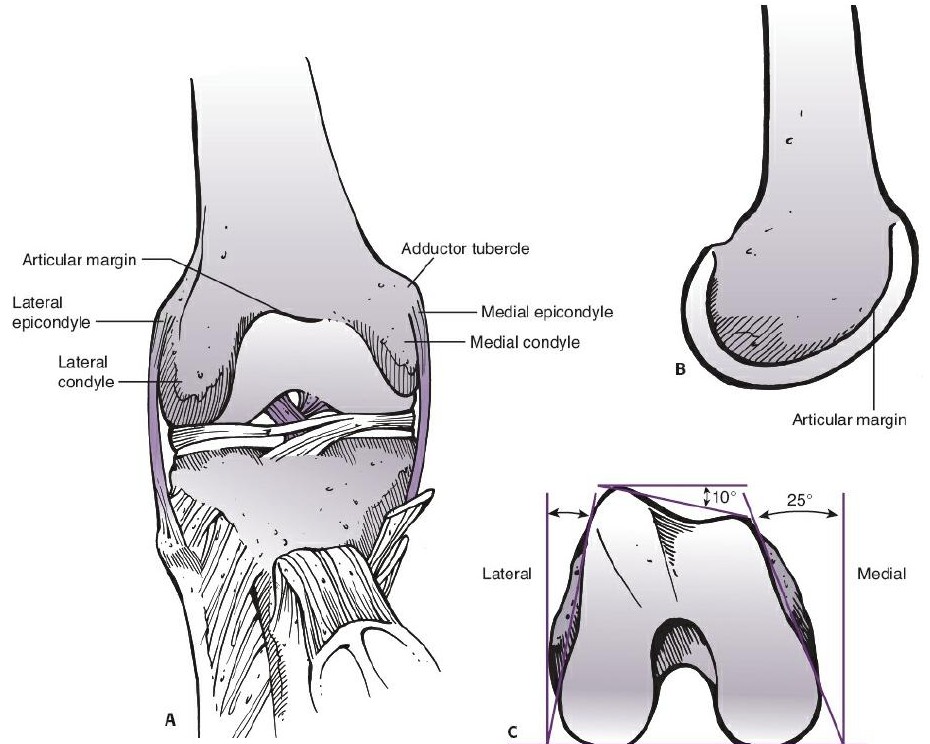 Articular margin
Adductor tubercle
Lateral
epicondyle
Medial epicondyle
Medial condyle
Lateral
condyle
A
B
Articular margin
10°
25°
Lateral
Medial
C